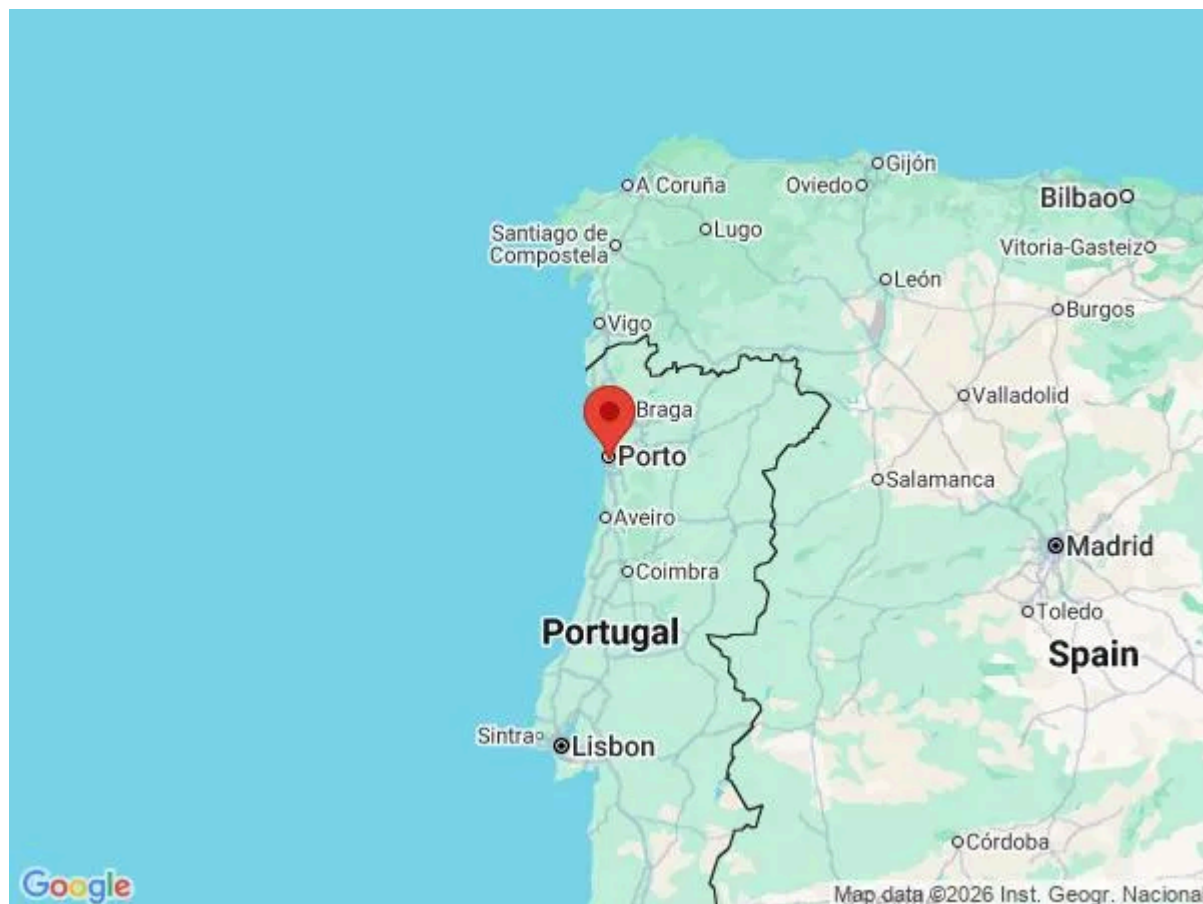 Gijón
A Coruña
Oviedo
Bilbao
Lugo
Santiago de
Compostela
Vitoria-Gasteiz
León
Burgos
Vigo
Valladolid
Braga
Porto
Salamanca
Aveiro
Madrid
Coimbra
Toledo
Portugal
Spain
Sintra
Lisbon
Córdoba
Google
Map data ©2026 Inst. Geogr. Nacional